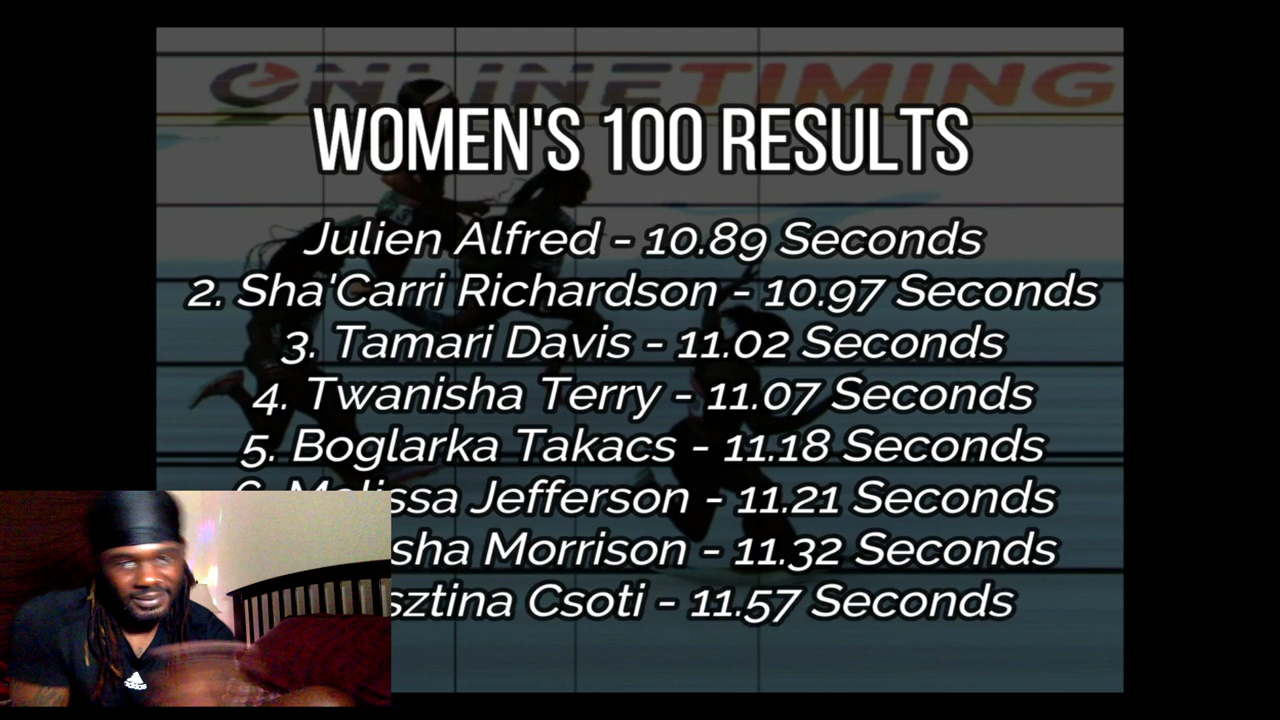 ONLINETIMING
WOMEN'S 100 RESULTS
Julien Alfred - 10.89 Seconds
2. Sha'Carri Richardson - 10.97 Seconds
3. Tamari Davis - 11.02 Seconds
4. Twanisha Terry - 11.07 Seconds
5. Boglarka Takacs - 11.18 Seconds
6. Melissa Jefferson - 11.21 Seconds
Morrison - 11.32 Seconds
Csoti - 11.57 Seconds
adidas